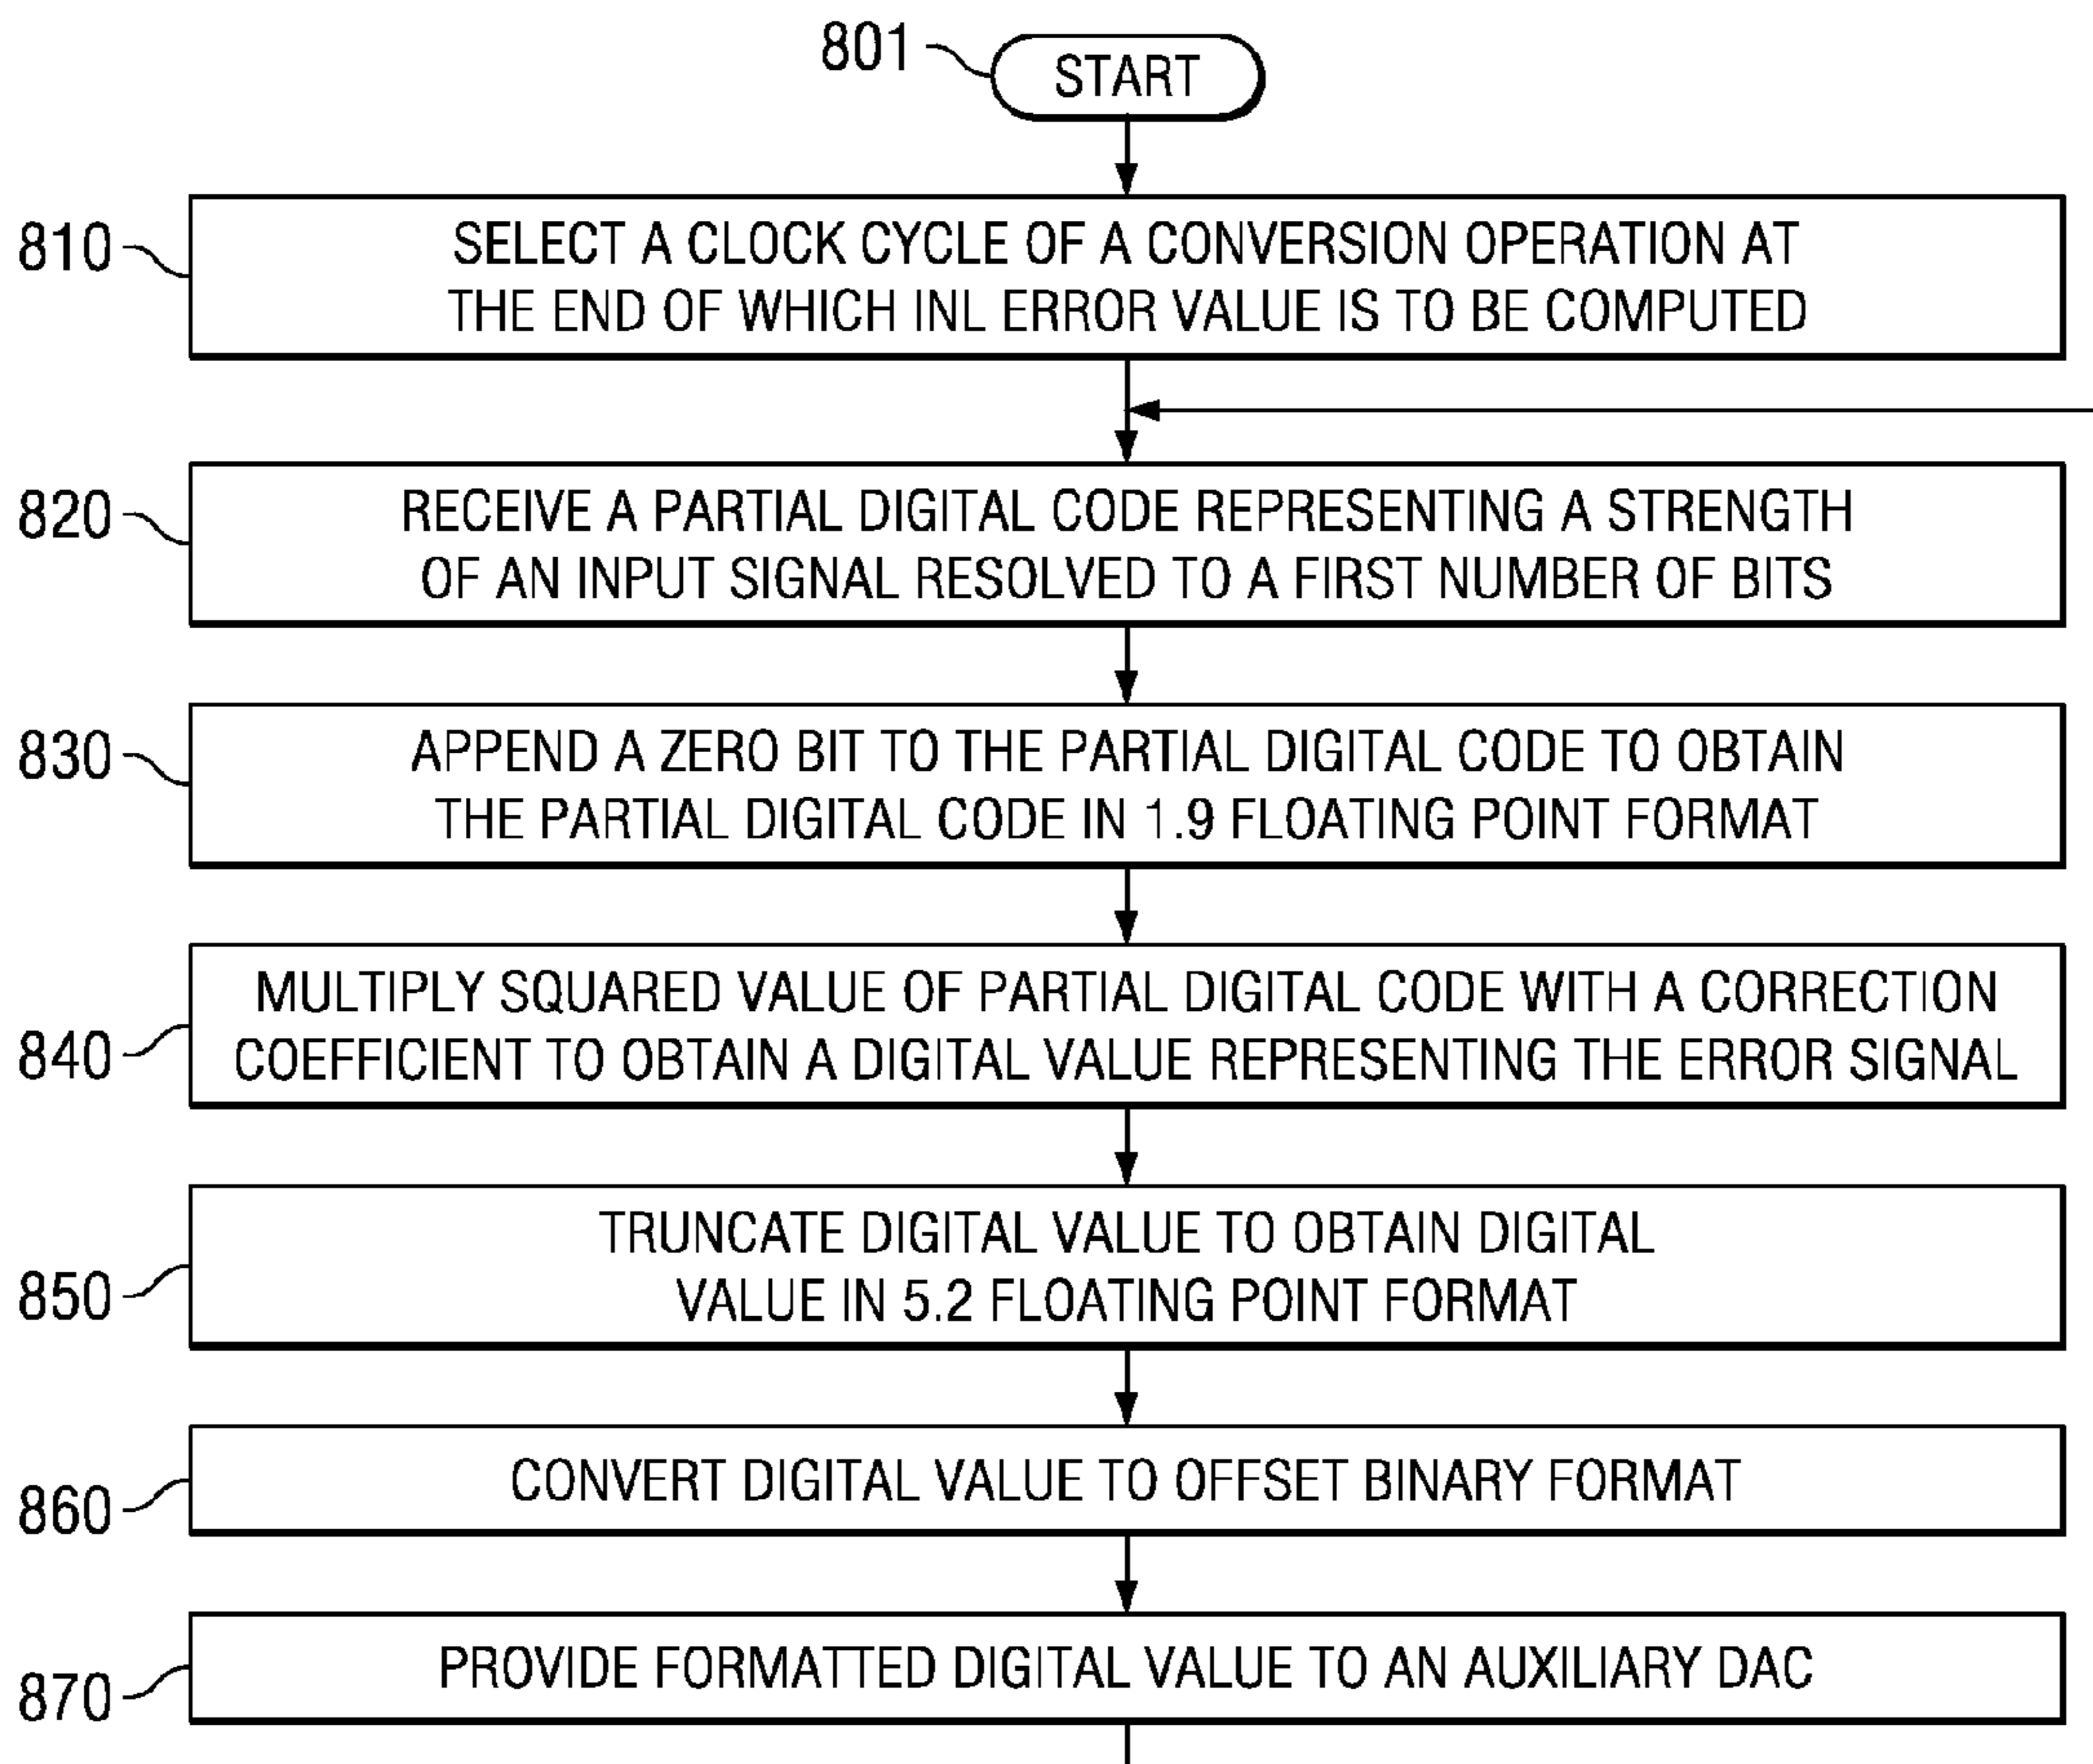 801
START
810
SELECT A CLOCK CYCLE OF A CONVERSION OPERATION AT
THE END OF WHICH INL ERROR VALUE IS TO BE COMPUTED
820
RECEIVE A PARTIAL DIGITAL CODE REPRESENTING A STRENGTH
OF AN INPUT SIGNAL RESOLVED TO A FIRST NUMBER OF BITS
830
APPEND A ZERO BIT TO THE PARTIAL DIGITAL CODE TO OBTAIN
THE PARTIAL DIGITAL CODE IN 1.9 FLOATING POINT FORMAT
840
MULTIPLY SQUARED VALUE OF PARTIAL DIGITAL CODE WITH A CORRECTION
COEFFICIENT TO OBTAIN A DIGITAL VALUE REPRESENTING THE ERROR SIGNAL
850
TRUNCATE DIGITAL VALUE TO OBTAIN DIGITAL
VALUE IN 5.2 FLOATING POINT FORMAT
860
CONVERT DIGITAL VALUE TO OFFSET BINARY FORMAT
870
PROVIDE FORMATTED DIGITAL VALUE TO AN AUXILIARY DAC